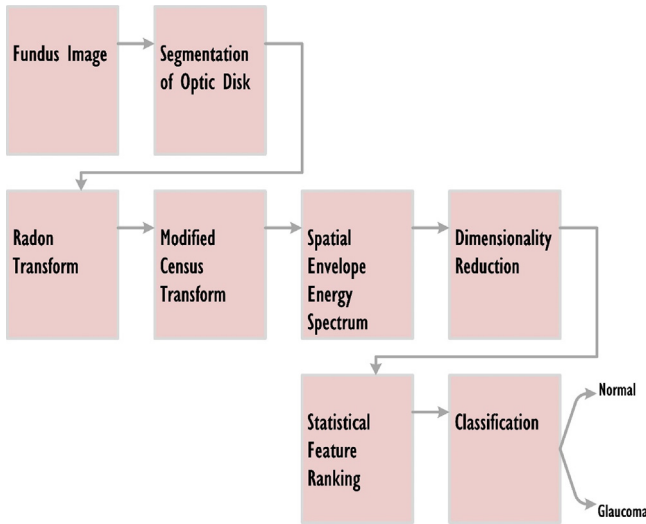 Fundus Image
Segmentation
of Optic Disk
Radon
Transform
Modified
Census
Transform
Spatial
Envelope
Energy
Spectrum
Dimensionality
Reduction
Statistical
Feature
Ranking
Classification
Normal
Glaucoma